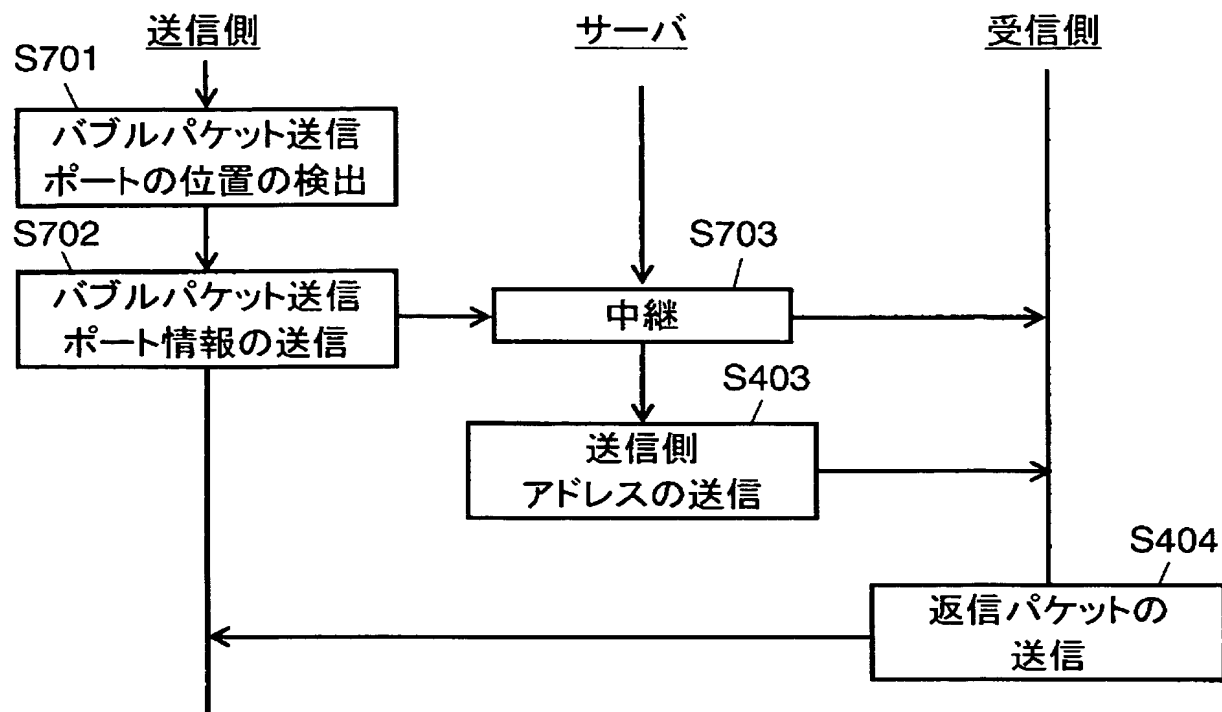 送信側
サーバ
受信側
S701
バブルパケット送信
ポートの位置の検出
S702
バブルパケット送信
ポート情報の送信
S703
中継
S403
送信側
アドレスの送信
S404
返信パケットの
送信